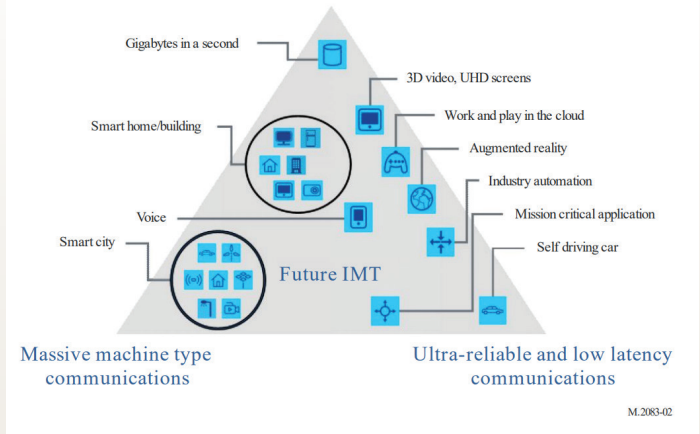 Gigabytes in a second
3D video, UHD screens
Smart home/building
Work and play in the cloud
Augmented reality
Industry automation
Voice
Mission critical application
Smart city
Self driving car
Future IMT
Massive machine type
communications
Ultra-reliable and low latency
communications
M.2083-02